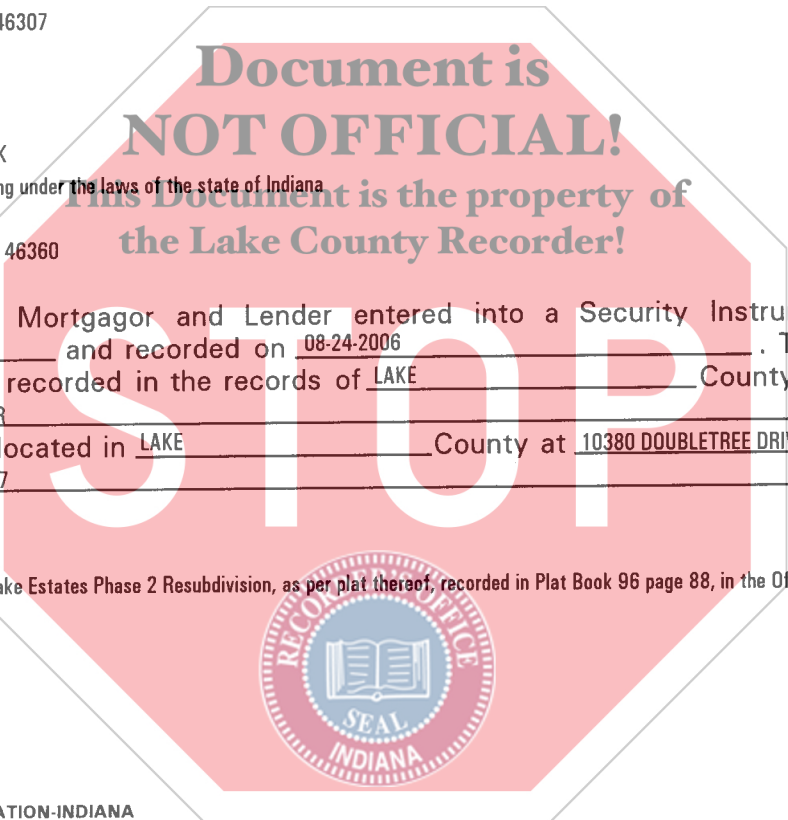 46307
Document is
NOT OFFICIAL!
K
ng under the laws of the state of Indiana
This Document is the property of
46360
the Lake County Recorder!
Mortgagor and Lender entered into a Security Instru
and recorded on 08-24-2006 . T
recorded in the records of LAKE County
R
located in LAKE County at 10380 DOUBLETREE DRIV
7
STOP
ake Estates Phase 2 Resubdivision, as per plat thereof, recorded in Plat Book 96 page 88, in the Of
RECORDER'S OFFICE
SEAL
INDIANA
ATION-INDIANA